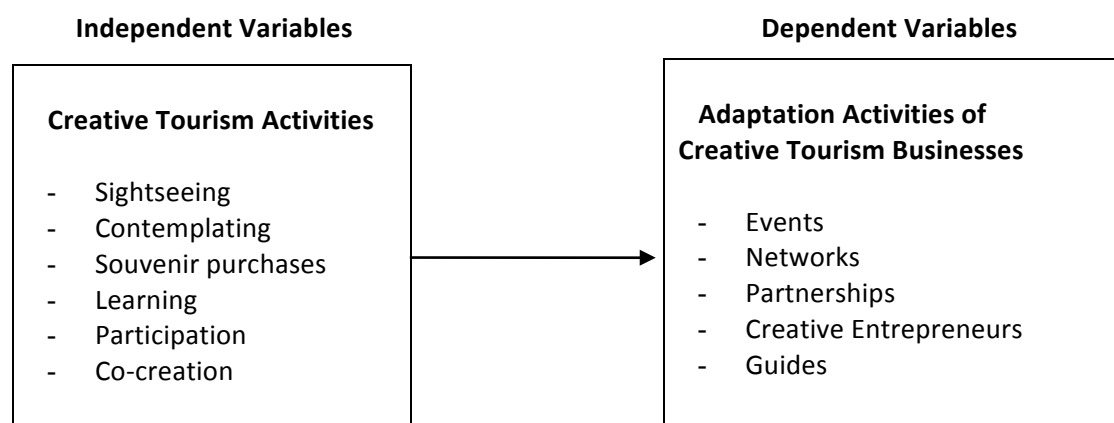 Independent Variables
Creative Tourism Activities
- Sightseeing
- Contemplating
- Souvenir purchases
- Learning
- Participation
- Co-creation
Dependent Variables
Adaptation Activities of
Creative Tourism Businesses
- Events
- Networks
- Partnerships
- Creative Entrepreneurs
- Guides